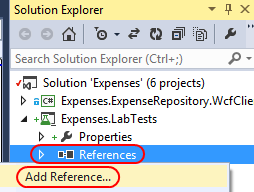 Solution Explorer
Search Solution Explorer (Ctrl+;)
Solution 'Expenses' (6 projects)
C# Expenses.ExpenseRepository.WcfClie
Expenses.LabTests
Properties
References
Add Reference...